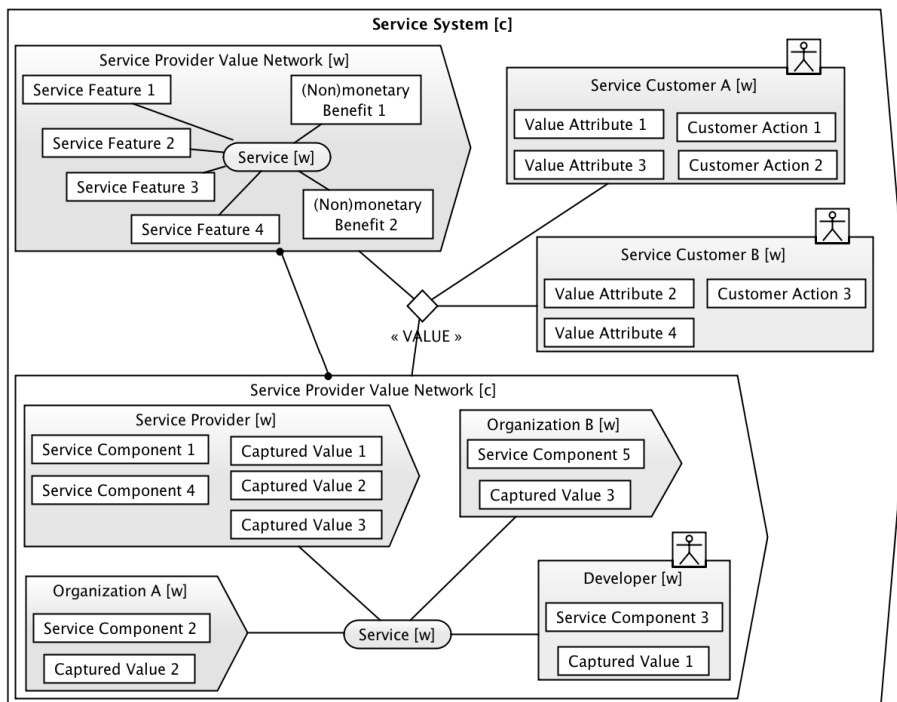 Service System [c]
Service Provider Value Network [w]
Service Feature 1
(Non)monetary
Benefit 1
Service Feature 2
Service [w]
Service Feature 3
(Non)monetary
Benefit 2
Service Feature 4
Service Customer A [w]
Value Attribute 1
Customer Action 1
Value Attribute 3
Customer Action 2
Service Customer B [w]
Value Attribute 2
Customer Action 3
Value Attribute 4
« VALUE »
Service Provider Value Network [c]
Service Provider [w]
Service Component 1
Captured Value 1
Service Component 4
Captured Value 2
Captured Value 3
Organization B [w]
Service Component 5
Captured Value 3
Organization A [w]
Service Component 2
Captured Value 2
Service [w]
Developer [w]
Service Component 3
Captured Value 1